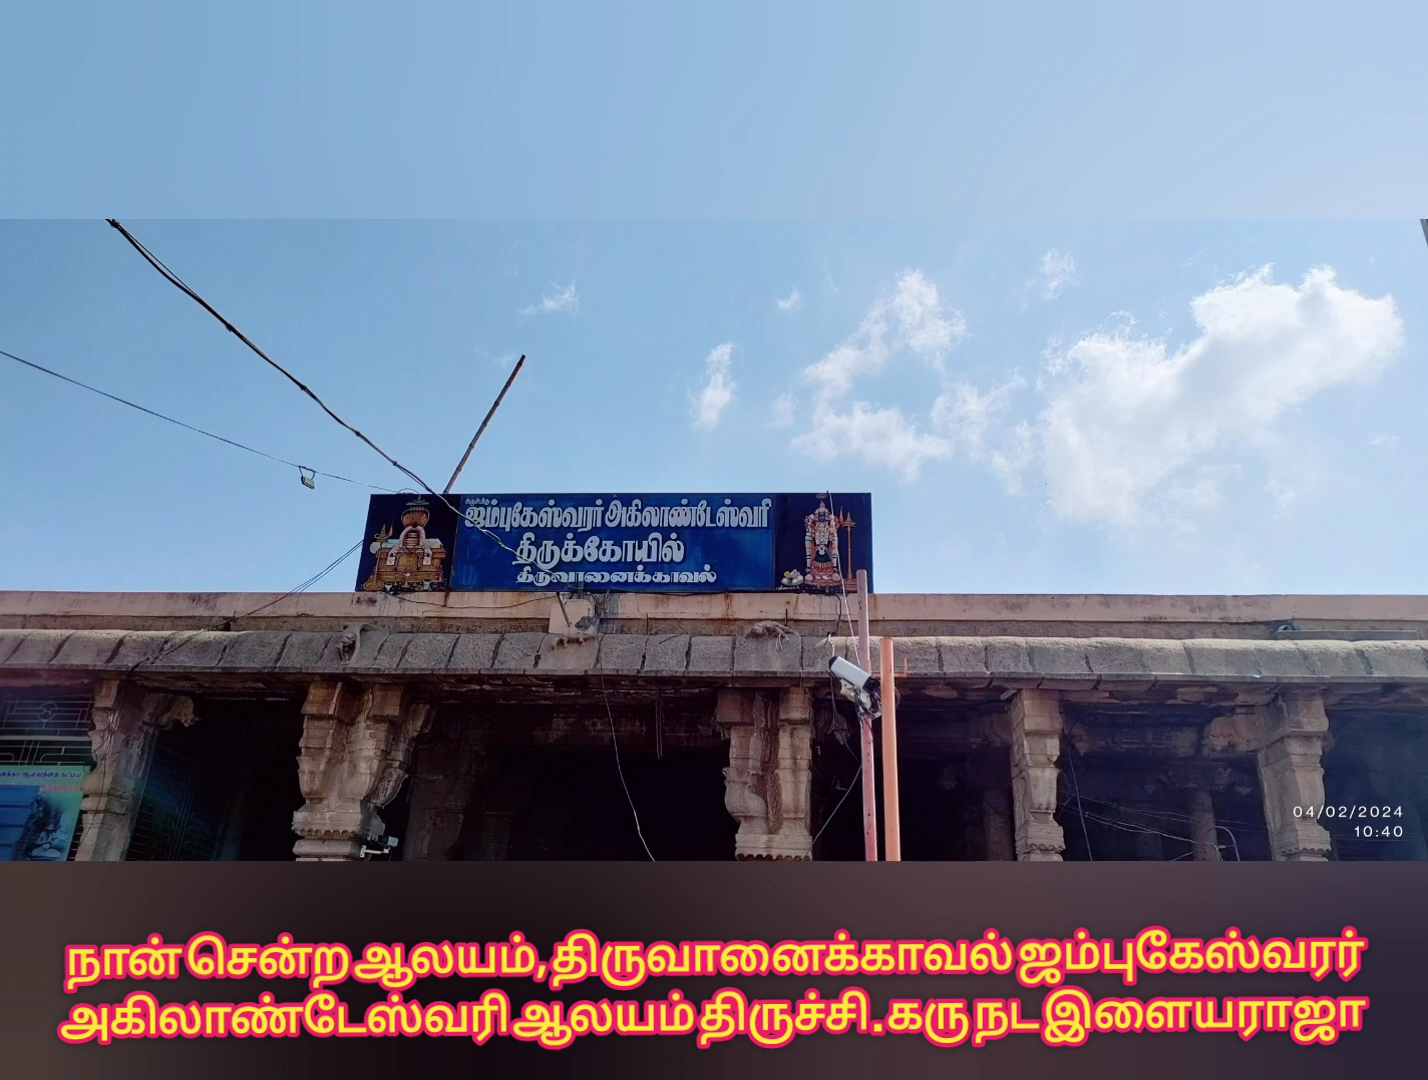 அருள்மிகு
ஜம்புகேஸ்வரர் அகிலாண்டேஸ்வரி
திருக்கோயில்
திருவானைக்காவல்
04/02/2024
10:40
நான் சென்ற ஆலயம், திருவானைக்காவல் ஜம்புகேஸ்வரர்
அகிலாண்டேஸ்வரி ஆலயம் திருச்சி. கரு நட இளையராஜா